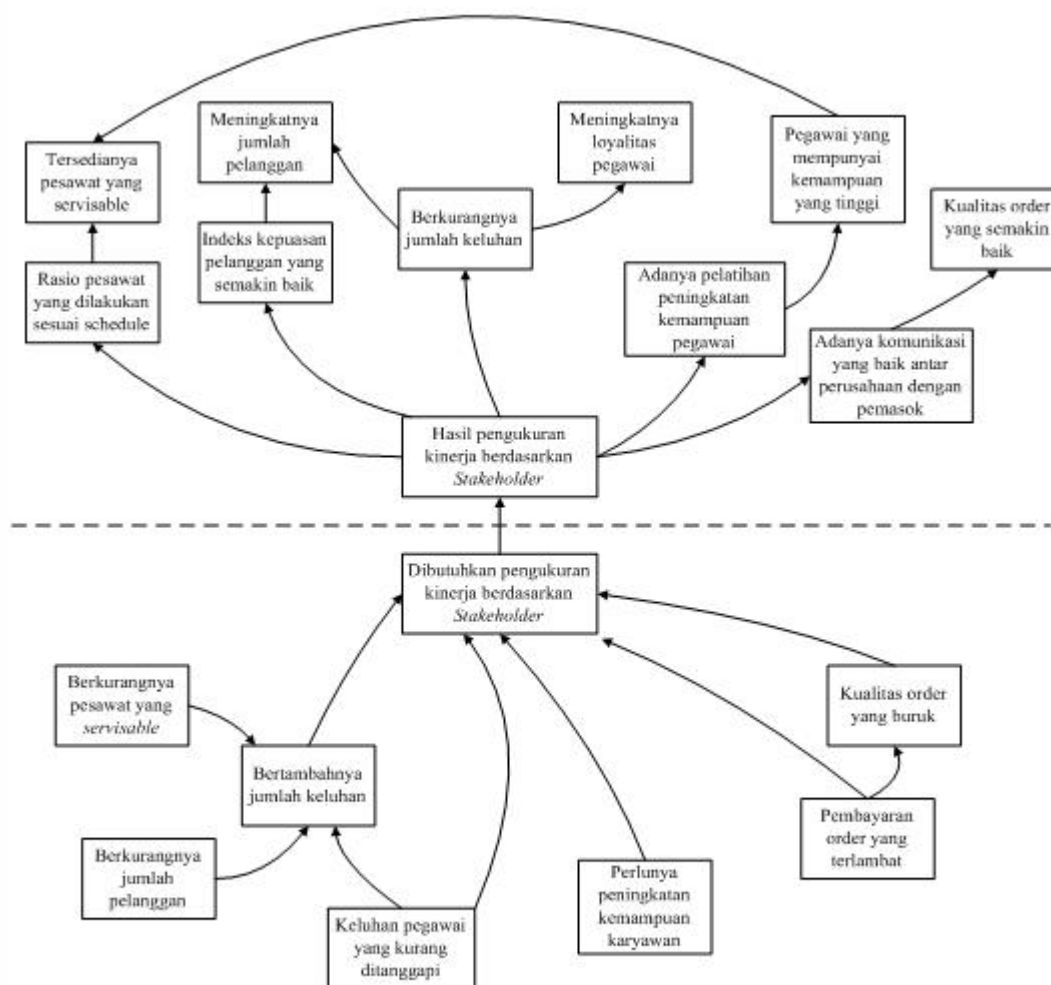 Tersedianya
pesawat yang
servisable
Meningkatnya
jumlah
pelanggan
Meningkatnya
loyalitas
pegawai
Pegawai yang
mempunyai
kemampuan
yang tinggi
Kualitas order
yang semakin
baik
Berkurangnya
jumlah keluhan
Rasio pesawat
yang dilakukan
sesuai schedule
Indeks kepuasan
pelanggan yang
semakin baik
Adanya pelatihan
peningkatan
kemampuan
pegawai
Adanya komunikasi
yang baik antar
perusahaan dengan
pemasok
Hasil pengukuran
kinerja berdasarkan
Stakeholder
Dibutuhkan pengukuran
kinerja berdasarkan
Stakeholder
Berkurangnya
pesawat yang
servisable
Kualitas order
yang buruk
Bertambahnya
jumlah keluhan
Pembayaran
order yang
terlambat
Berkurangnya
jumlah
pelanggan
Perlunya
peningkatan
kemampuan
karyawan
Keluhan pegawai
yang kurang
ditanggapi